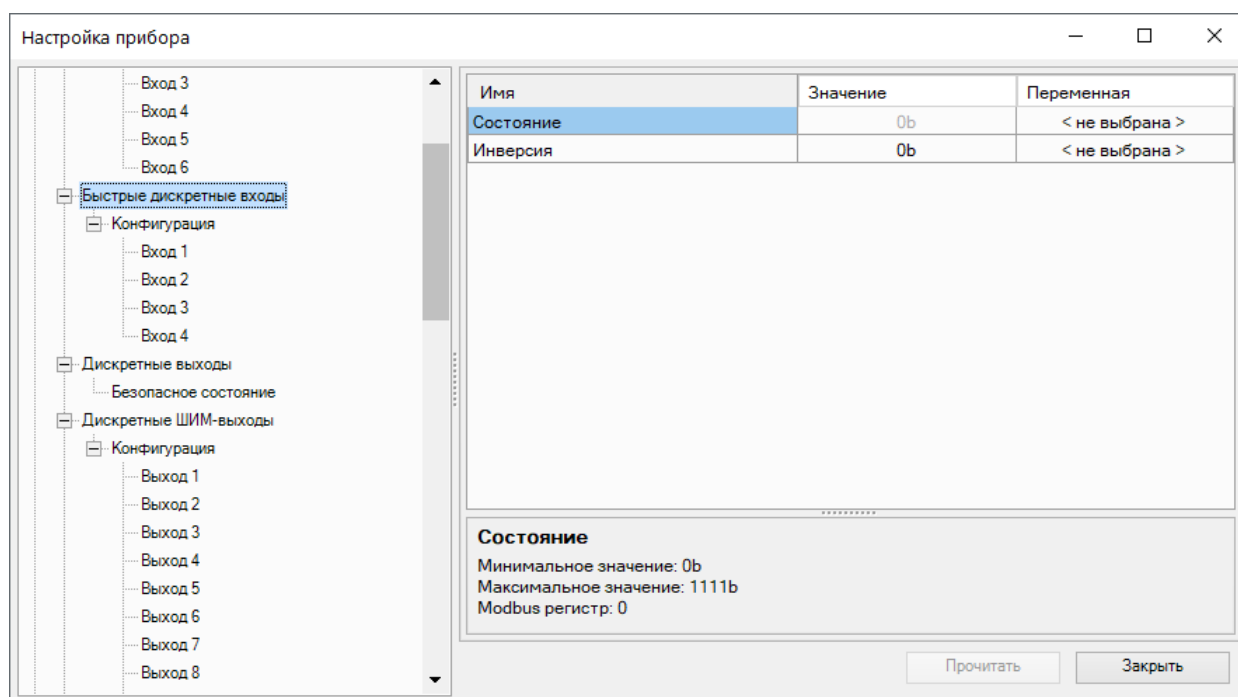 Настройка прибора
Вход 3
Вход 4
Вход 5
Вход 6
Быстрые дискретные входы
Конфигурация
Вход 1
Вход 2
Вход 3
Вход 4
Дискретные выходы
Безопасное состояние
Дискретные ШИМ-выходы
Конфигурация
Выход 1
Выход 2
Выход 3
Выход 4
Выход 5
Выход 6
Выход 7
Выход 8
Имя Значение Переменная
Состояние 0b < не выбрана >
Инверсия 0b < не выбрана >
Состояние
Минимальное значение: 0b
Максимальное значение: 1111b
Modbus регистр: 0
Прочитать Закрыть